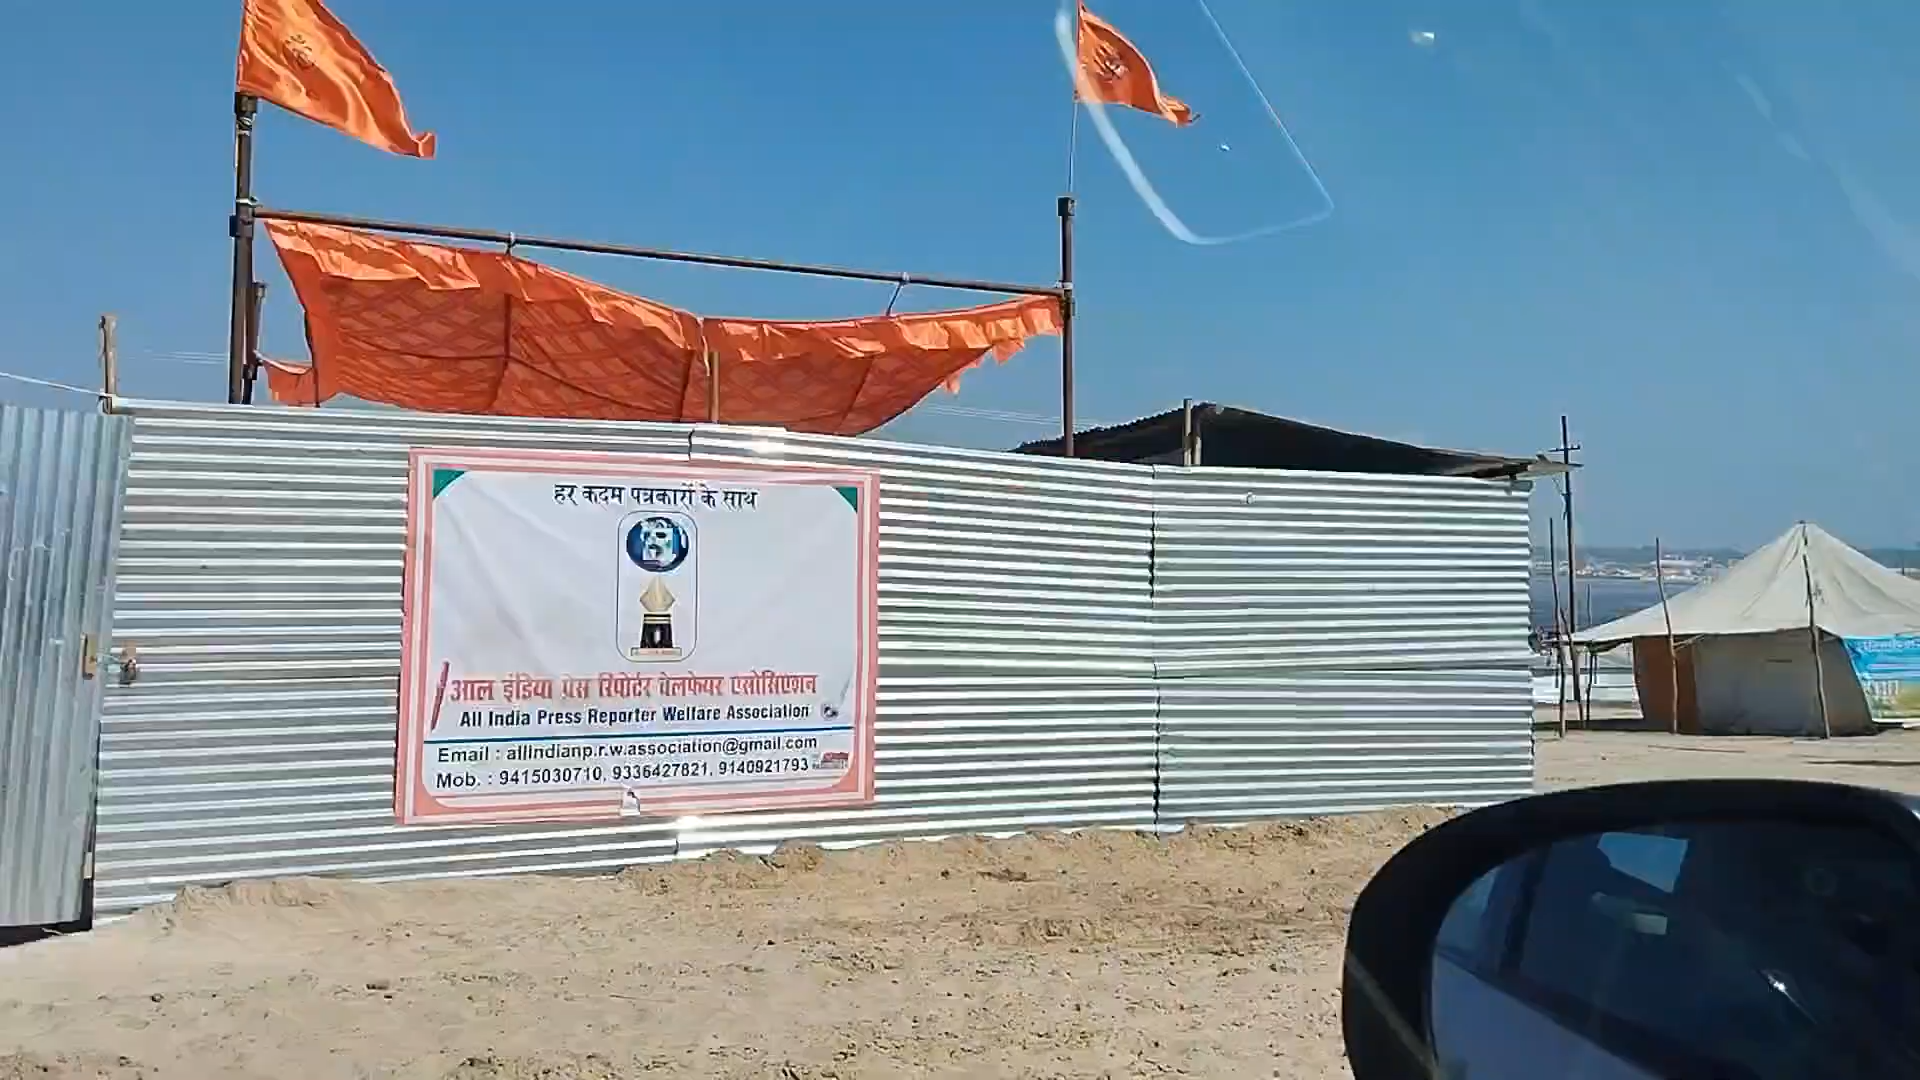 हर कदम पत्रकारों के साथ
आल इंडिया प्रेस रिपोर्टर वेलफेयर एसोसिएशन
All India Press Reporter Welfare Association
Email : allindianp.r.w.association@gmail.com
Mob. : 9415030710, 9336427821, 9140921793